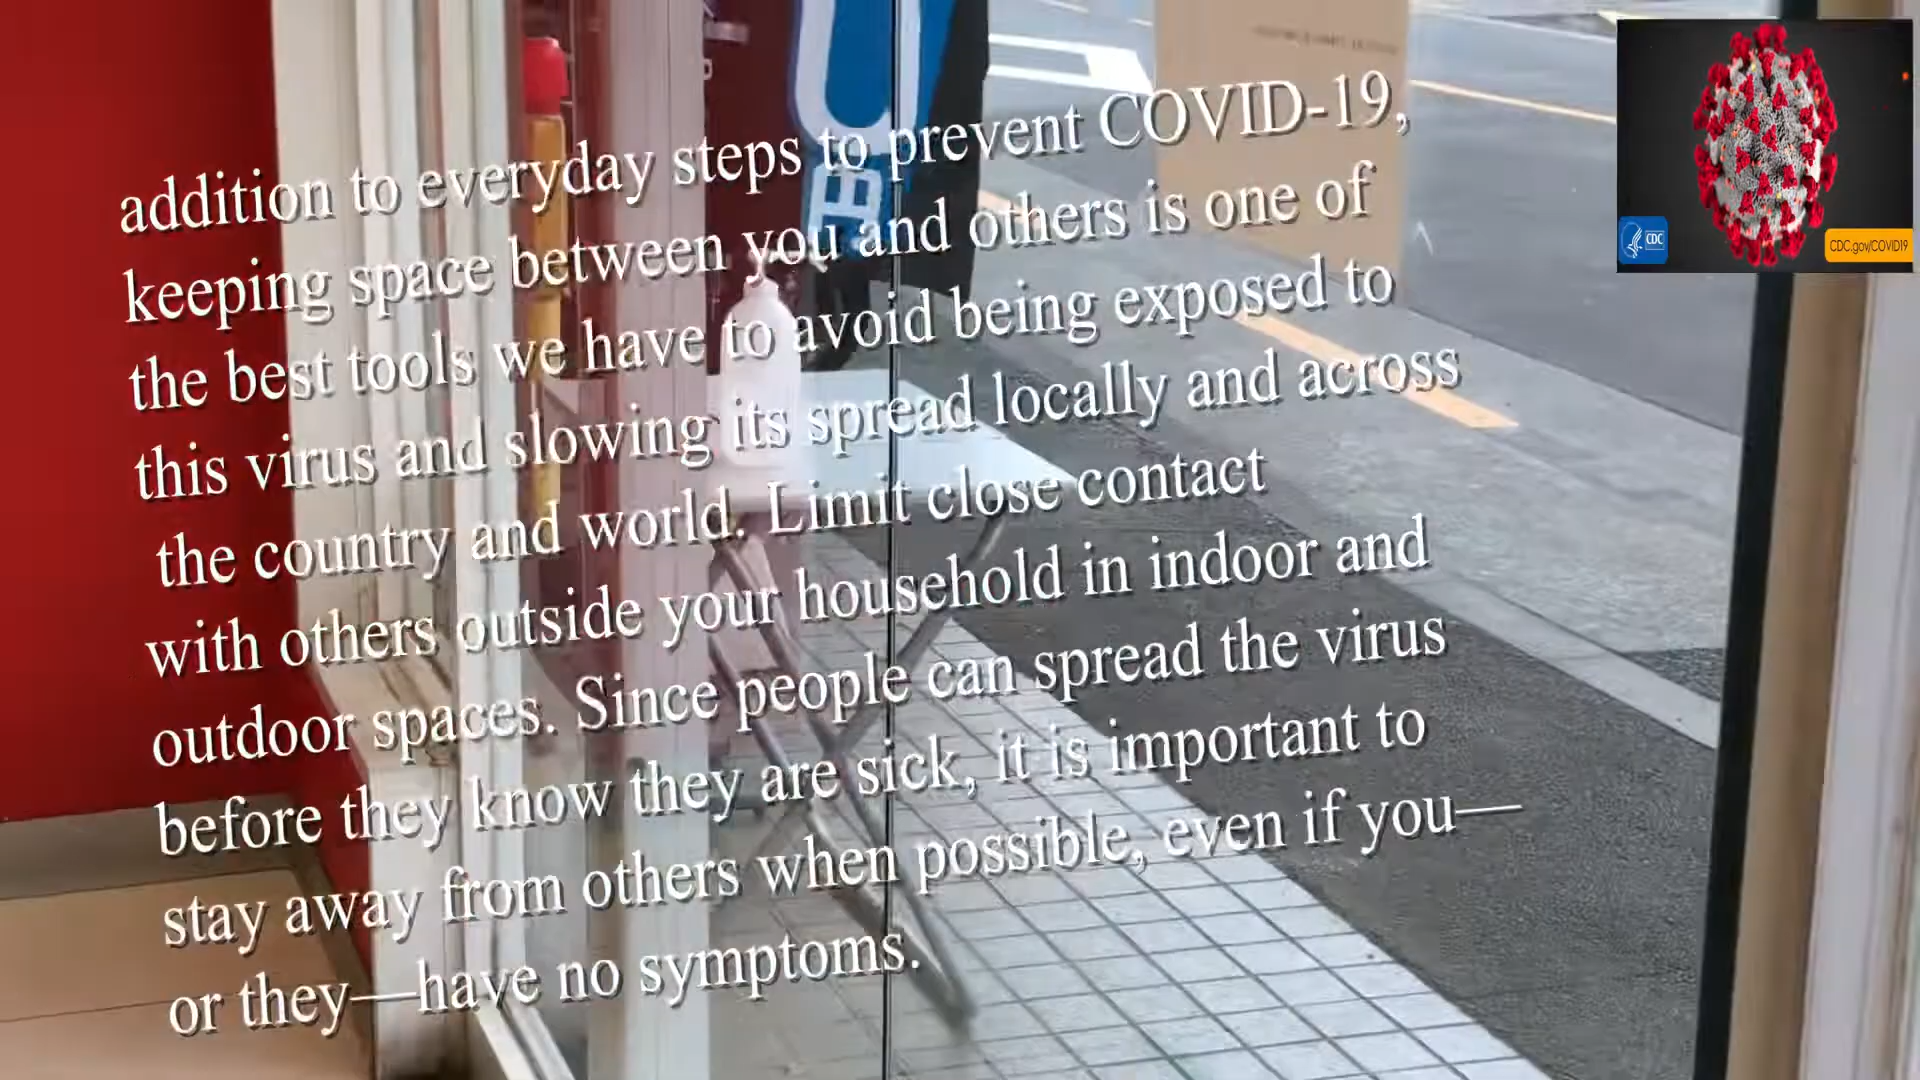 addition to everyday steps to prevent COVID-19,
keeping space between you and others is one of
the best tools we have to avoid being exposed to
this virus and slowing its spread locally and across
the country and world. Limit close contact
with others outside your household in indoor and
outdoor spaces. Since people can spread the virus
before they know they are sick, it is important to
stay away from others when possible, even if you—
or they—have no symptoms.
CDC
CDC.gov/COVID19